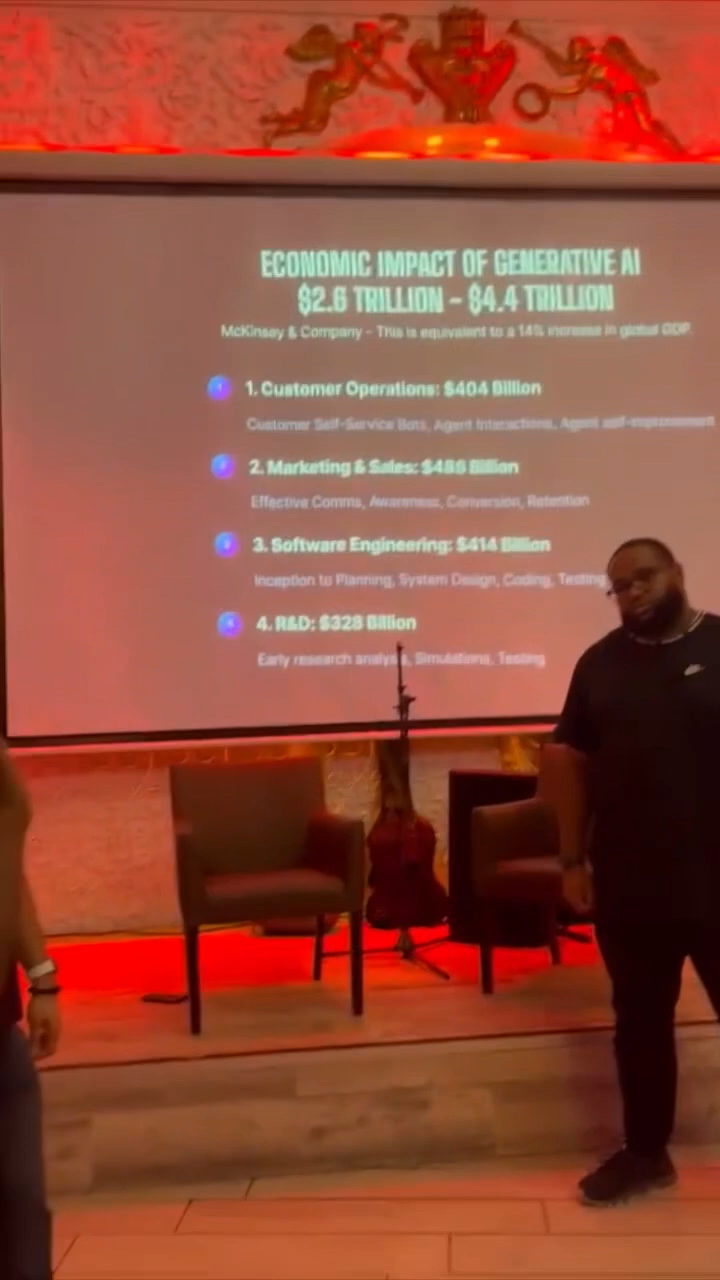 ECONOMIC IMPACT OF GENERATIVE AI
$2.6 TRILLION - $4.4 TRILLION
McKinsey & Company - This is equivalent to a 14% increase in global GDP.
1. Customer Operations: $404 Billion
Customer Self-Service Bots, Agent Interactions, Agent self-improvement
2. Marketing & Sales: $486 Billion
Effective Comms, Awareness, Conversion, Retention
3. Software Engineering: $414 Billion
Inception to Planning, System Design, Coding, Testing
4. R&D: $328 Billion
Early research analysis, Simulations, Testing